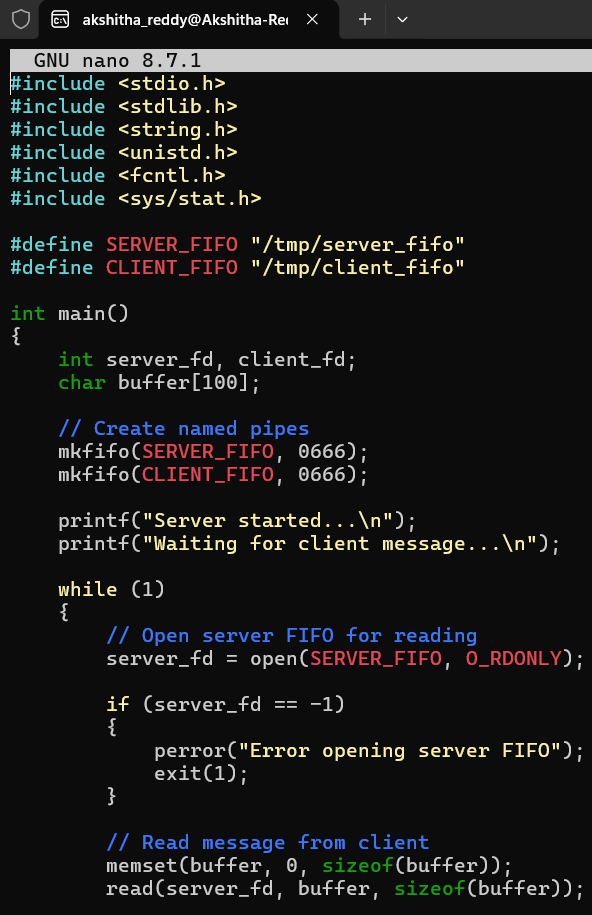 akshitha_reddy@Akshitha-Re
GNU nano 8.7.1
#include <stdio.h>
#include <stdlib.h>
#include <string.h>
#include <unistd.h>
#include <fcntl.h>
#include <sys/stat.h>

#define SERVER_FIFO "/tmp/server_fifo"
#define CLIENT_FIFO "/tmp/client_fifo"

int main()
{
    int server_fd, client_fd;
    char buffer[100];

    // Create named pipes
    mkfifo(SERVER_FIFO, 0666);
    mkfifo(CLIENT_FIFO, 0666);

    printf("Server started...\n");
    printf("Waiting for client message...\n");

    while (1)
    {
        // Open server FIFO for reading
        server_fd = open(SERVER_FIFO, O_RDONLY);

        if (server_fd == -1)
        {
            perror("Error opening server FIFO");
            exit(1);
        }

        // Read message from client
        memset(buffer, 0, sizeof(buffer));
        read(server_fd, buffer, sizeof(buffer));